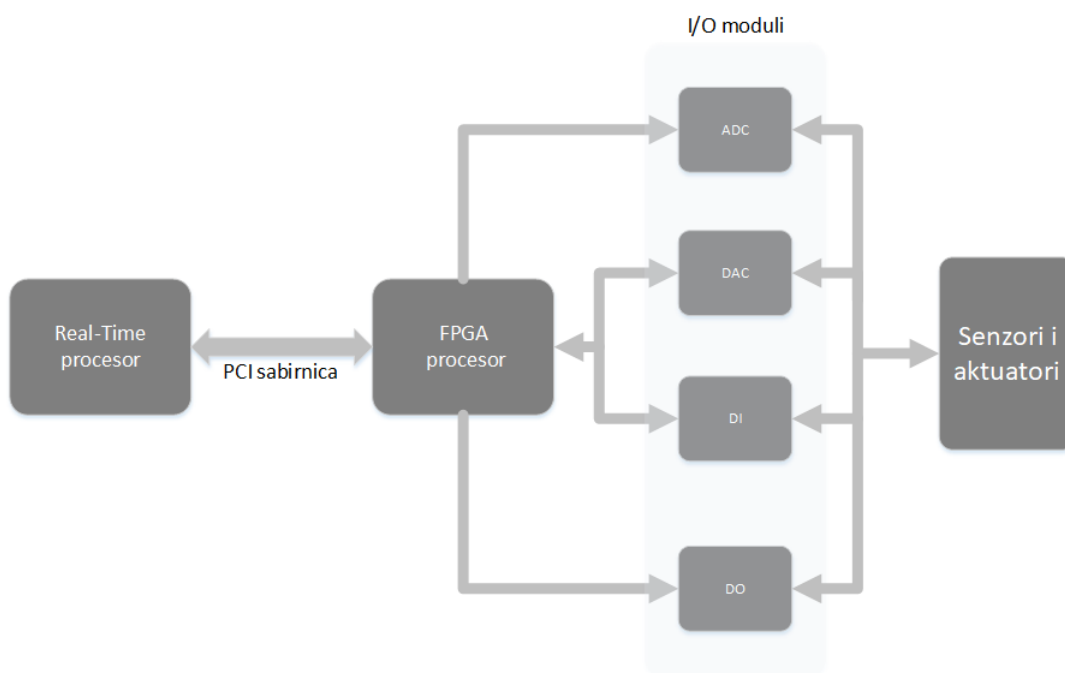 I/O moduli
ADC
DAC
Real-Time
procesor
PCI sabirnica
FPGA
procesor
DI
DO
Senzori i
aktuatori